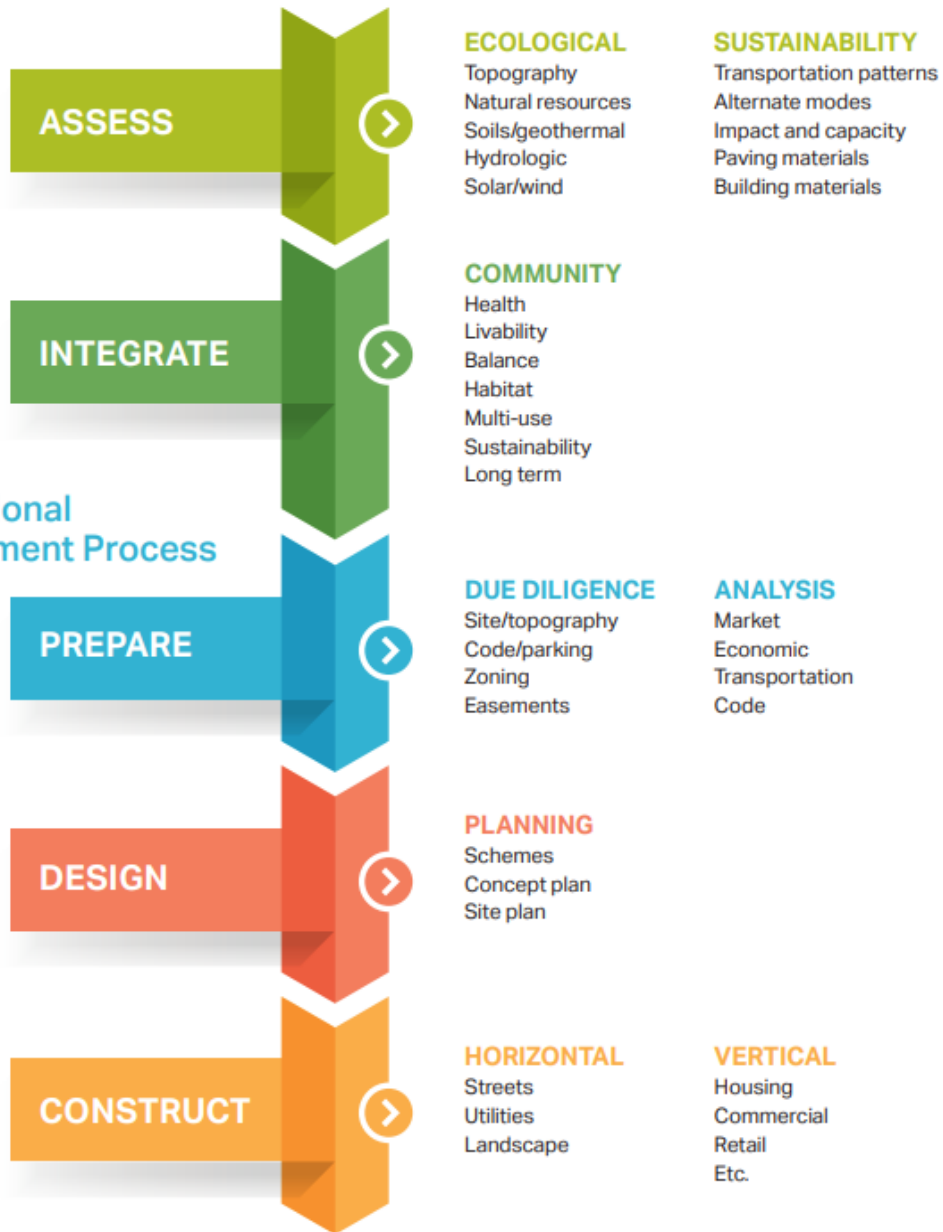 ASSESS
ECOLOGICAL
Topography
Natural resources
Soils/geothermal
Hydrologic
Solar/wind
SUSTAINABILITY
Transportation patterns
Alternate modes
Impact and capacity
Paving materials
Building materials
INTEGRATE
COMMUNITY
Health
Livability
Balance
Habitat
Multi-use
Sustainability
Long term
onal
ment Process
PREPARE
DUE DILIGENCE
Site/topography
Code/parking
Zoning
Easements
ANALYSIS
Market
Economic
Transportation
Code
DESIGN
PLANNING
Schemes
Concept plan
Site plan
CONSTRUCT
HORIZONTAL
Streets
Utilities
Landscape
VERTICAL
Housing
Commercial
Retail
Etc.